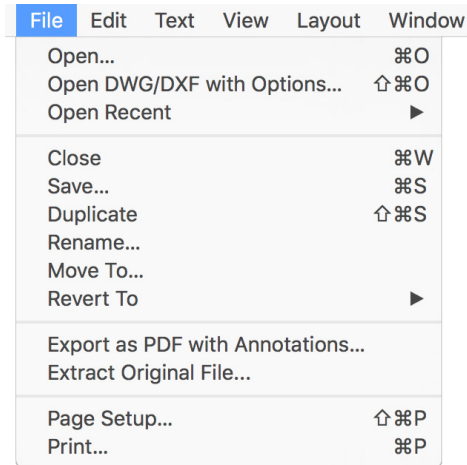 File Edit Text View Layout Window
Open... ⌘O
Open DWG/DXF with Options... ⇧⌘O
Open Recent ▶
Close ⌘W
Save... ⌘S
Duplicate ⇧⌘S
Rename...
Move To...
Revert To ▶
Export as PDF with Annotations...
Extract Original File...
Page Setup... ⇧⌘P
Print... ⌘P